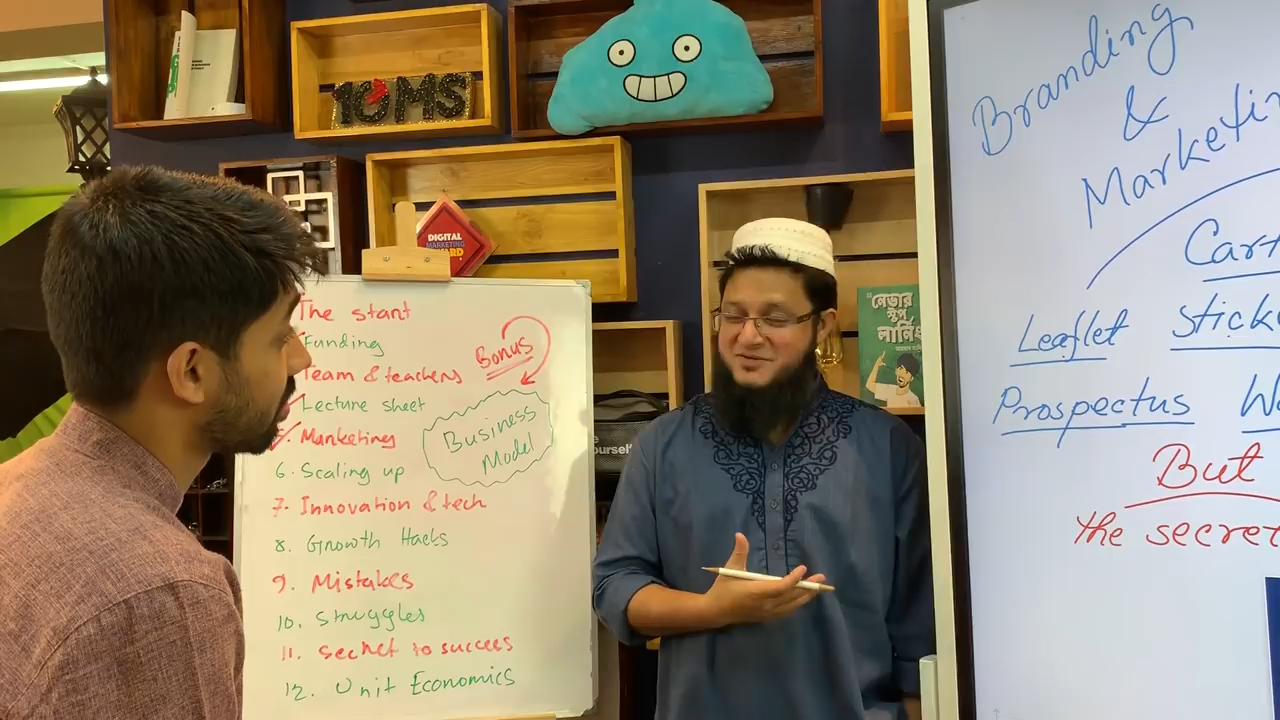 10MS
DIGITAL
MARKETING
The start
Funding
Team & teachers
Lecture sheet
5. Marketing
6. Scaling up
7. Innovation & tech
8. Growth Hacks
9. Mistakes
10. Struggles
11. Secret to success
12. Unit Economics
Bonus
Business
Model
নেভার
স্টপ
লার্নিং
Branding
&
Leaflet
Prospectus
But
the secret